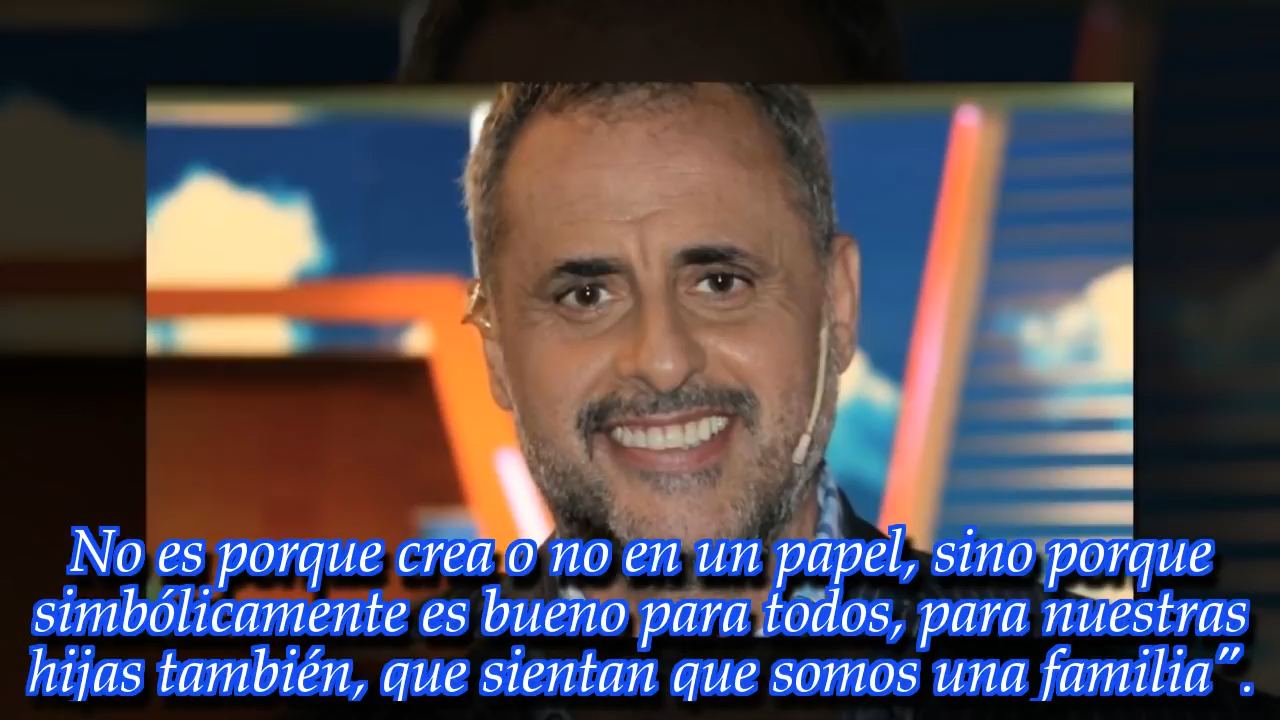 No es porque crea o no en un papel, sino porque
simbólicamente es bueno para todos, para nuestras
hijas también, que sientan que somos una familia”.